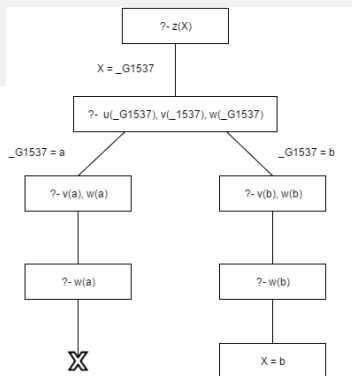 ?- z(X)
X = _G1537
?- u(_G1537), v(_1537), w(_G1537)
_G1537 = a
_G1537 = b
?- v(a), w(a)
?- v(b), w(b)
?- w(a)
?- w(b)
X
X = b